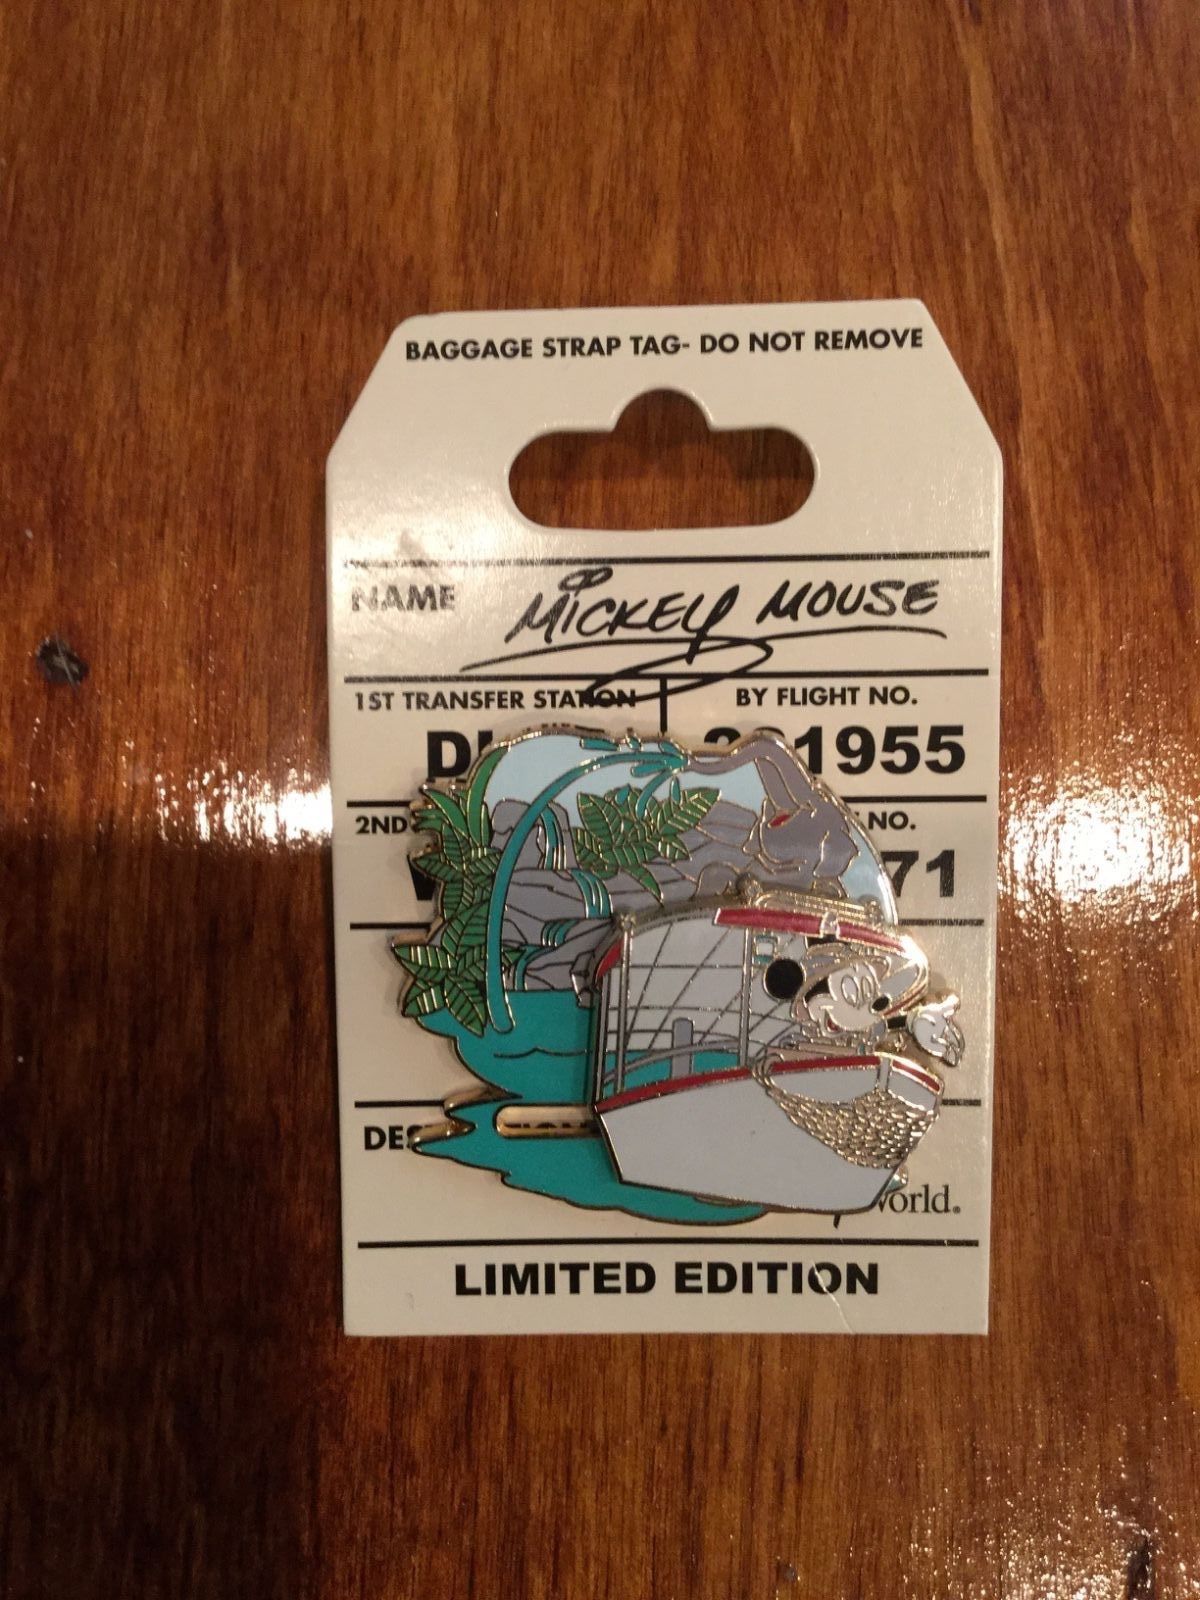 BAGGAGE STRAP TAG- DO NOT REMOVE
NAME MICKEY MOUSE
1ST TRANSFER STATION BY FLIGHT NO.
1955
2ND NO.
71
LIMITED EDITION